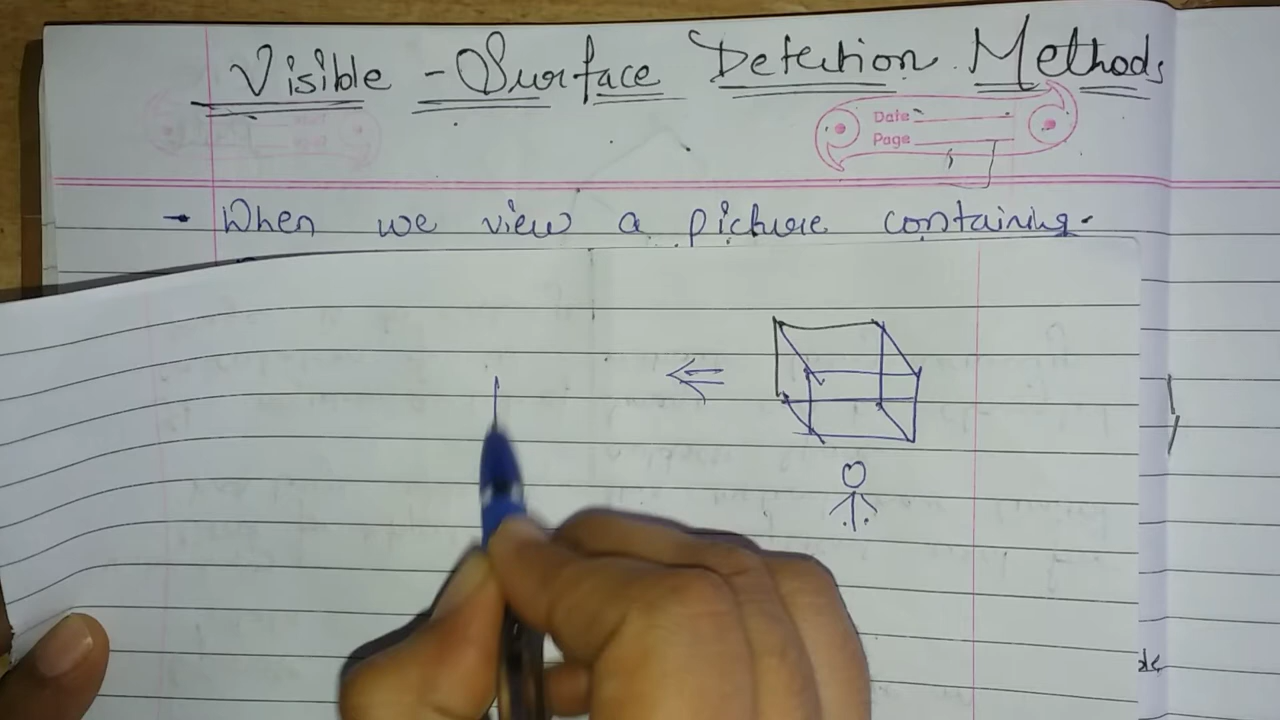 Visible - Surface Detection Methods
Date
Page
- When we view a picture containing.